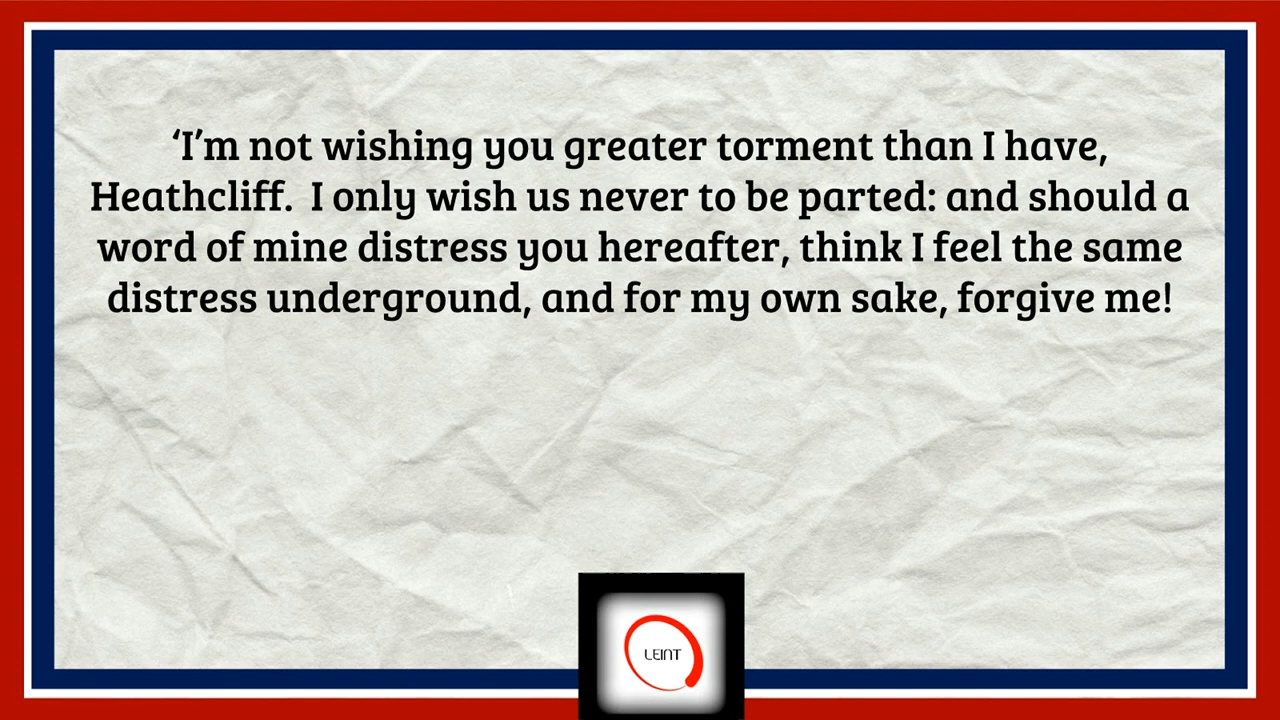 ‘I’m not wishing you greater torment than I have,
Heathcliff.  I only wish us never to be parted: and should a
word of mine distress you hereafter, think I feel the same
distress underground, and for my own sake, forgive me!
LEINT